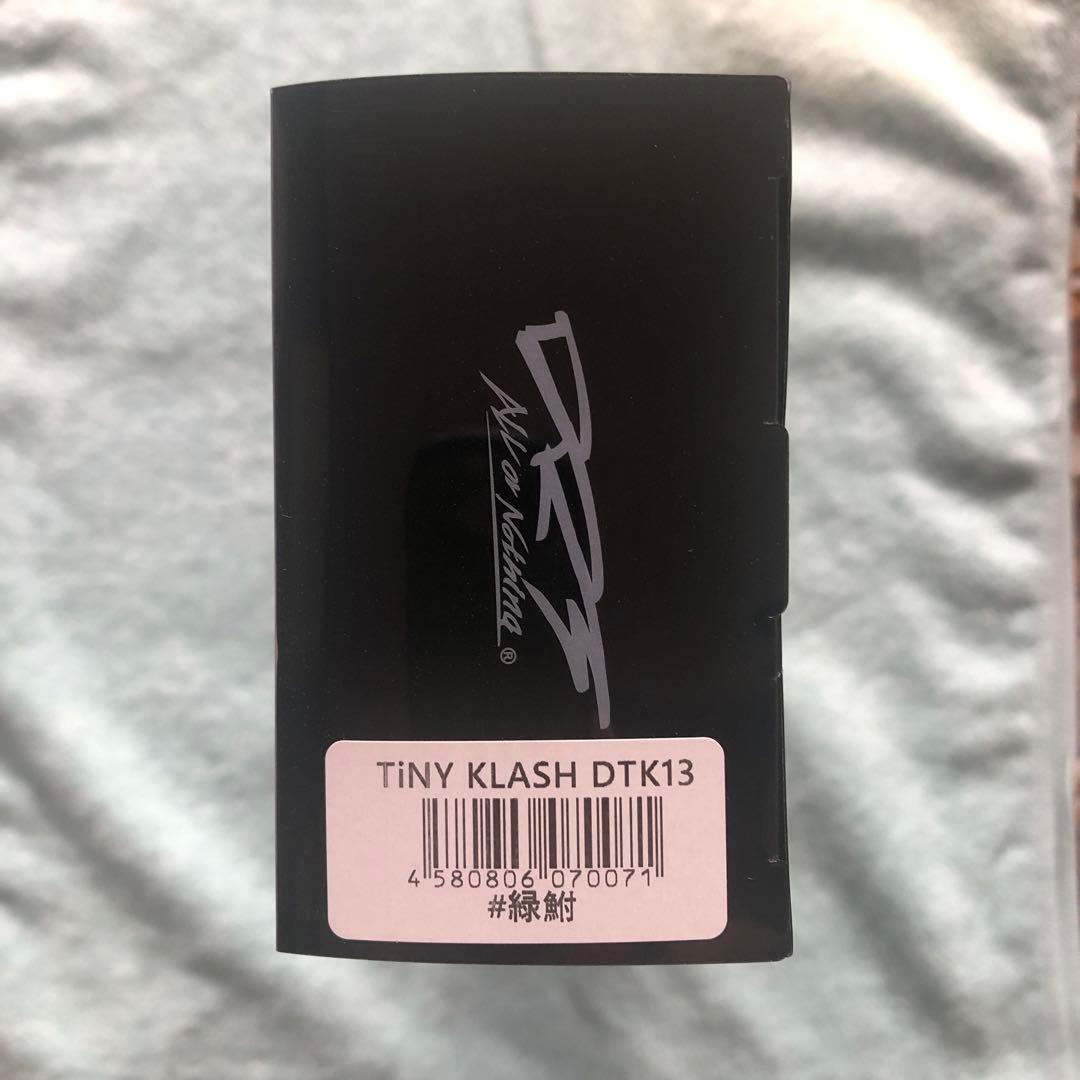 DRT
All or Nothing ®
TiNY KLASH DTK13
4 580806 070071
#緑鮒